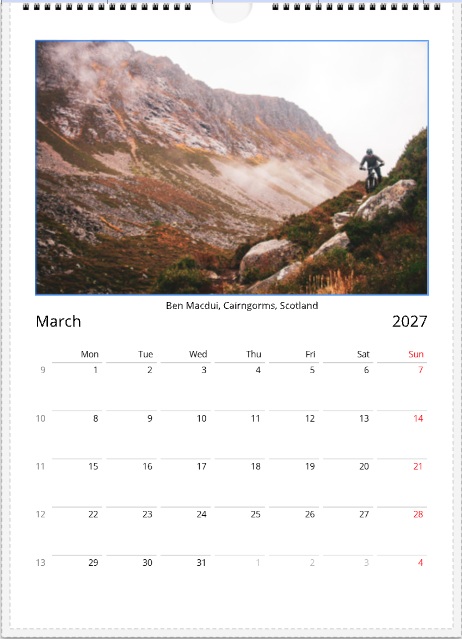 Ben Macdui, Cairngorms, Scotland
March 2027
Mon Tue Wed Thu Fri Sat Sun
9 1 2 3 4 5 6 7
10 8 9 10 11 12 13 14
11 15 16 17 18 19 20 21
12 22 23 24 25 26 27 28
13 29 30 31 1 2 3 4